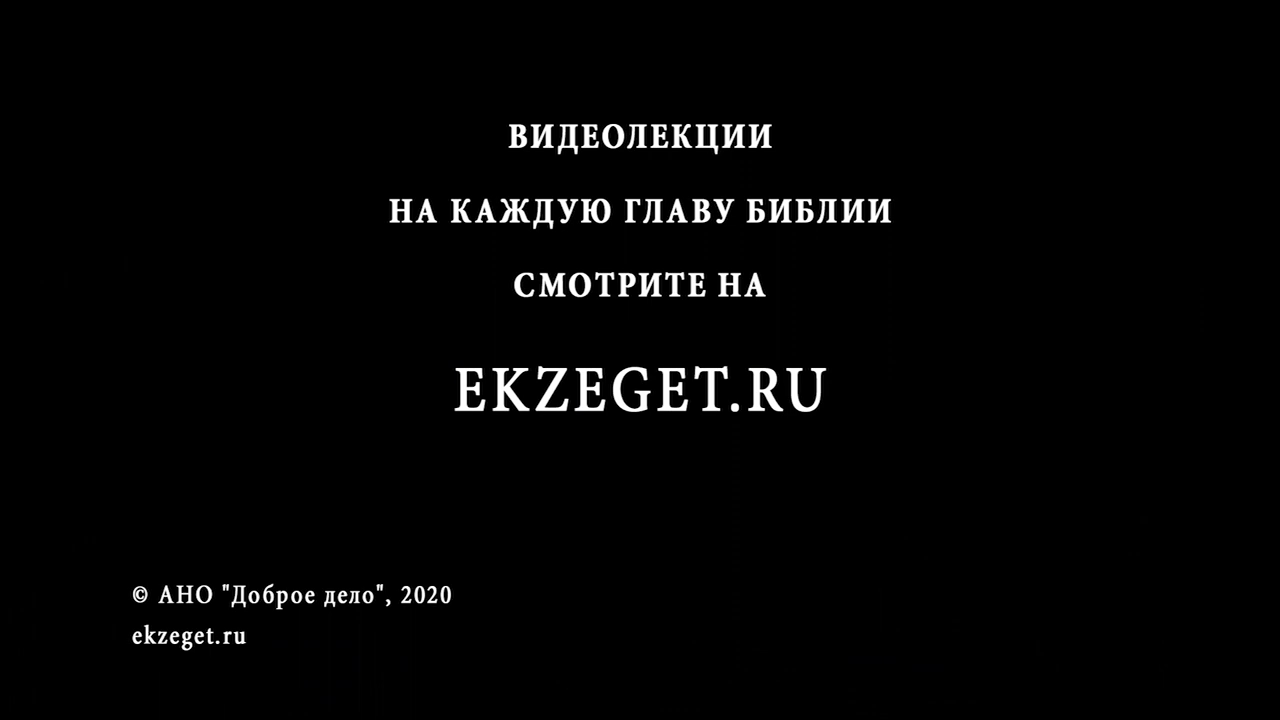 ВИДЕОЛЕКЦИИ
НА КАЖДУЮ ГЛАВУ БИБЛИИ
СМОТРИТЕ НА
EKZEGET.RU
© АНО "Доброе дело", 2020
ekzeget.ru